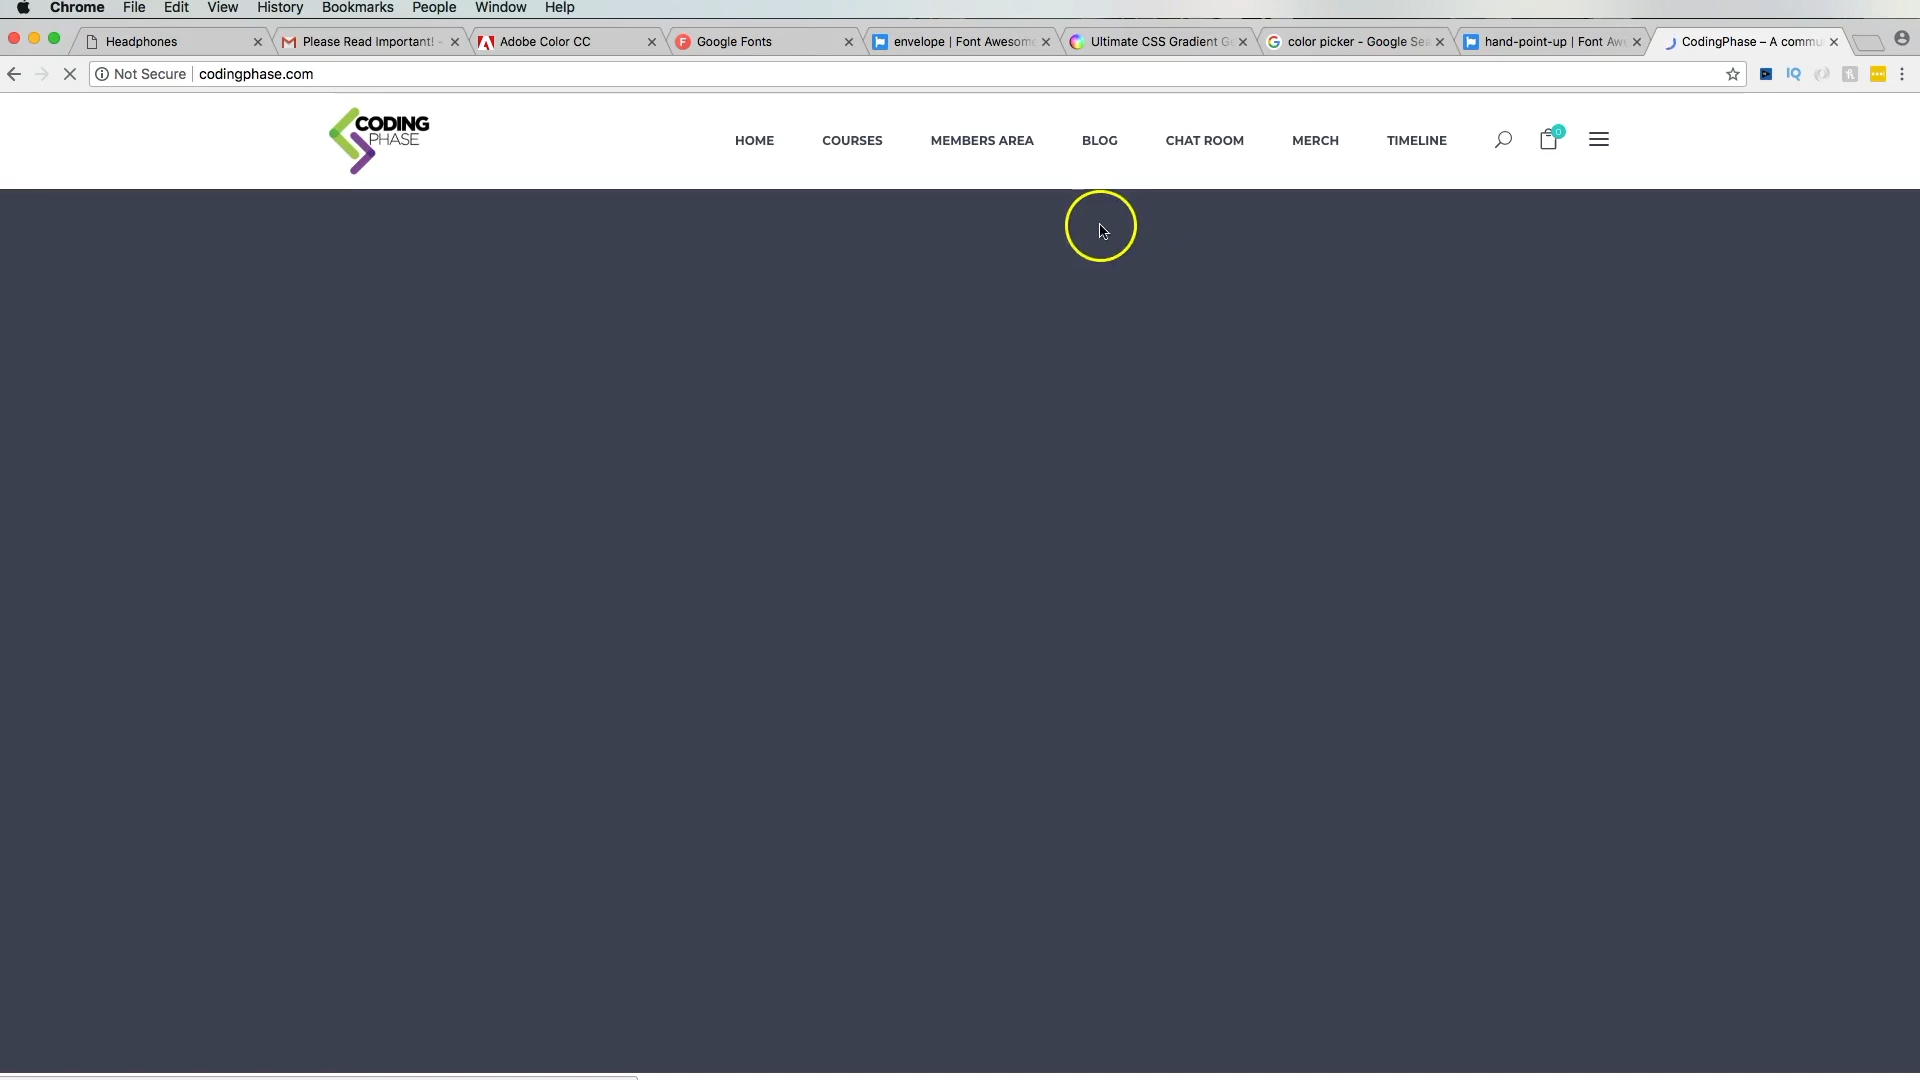 Chrome File Edit View History Bookmarks People Window Help
Headphones Please Read Important! - Adobe Color CC Google Fonts envelope | Font Awesom Ultimate CSS Gradient G color picker - Google Se hand-point-up | Font Aw CodingPhase – A commu
Not Secure codingphase.com
CODING PHASE
HOME COURSES MEMBERS AREA BLOG CHAT ROOM MERCH TIMELINE 0